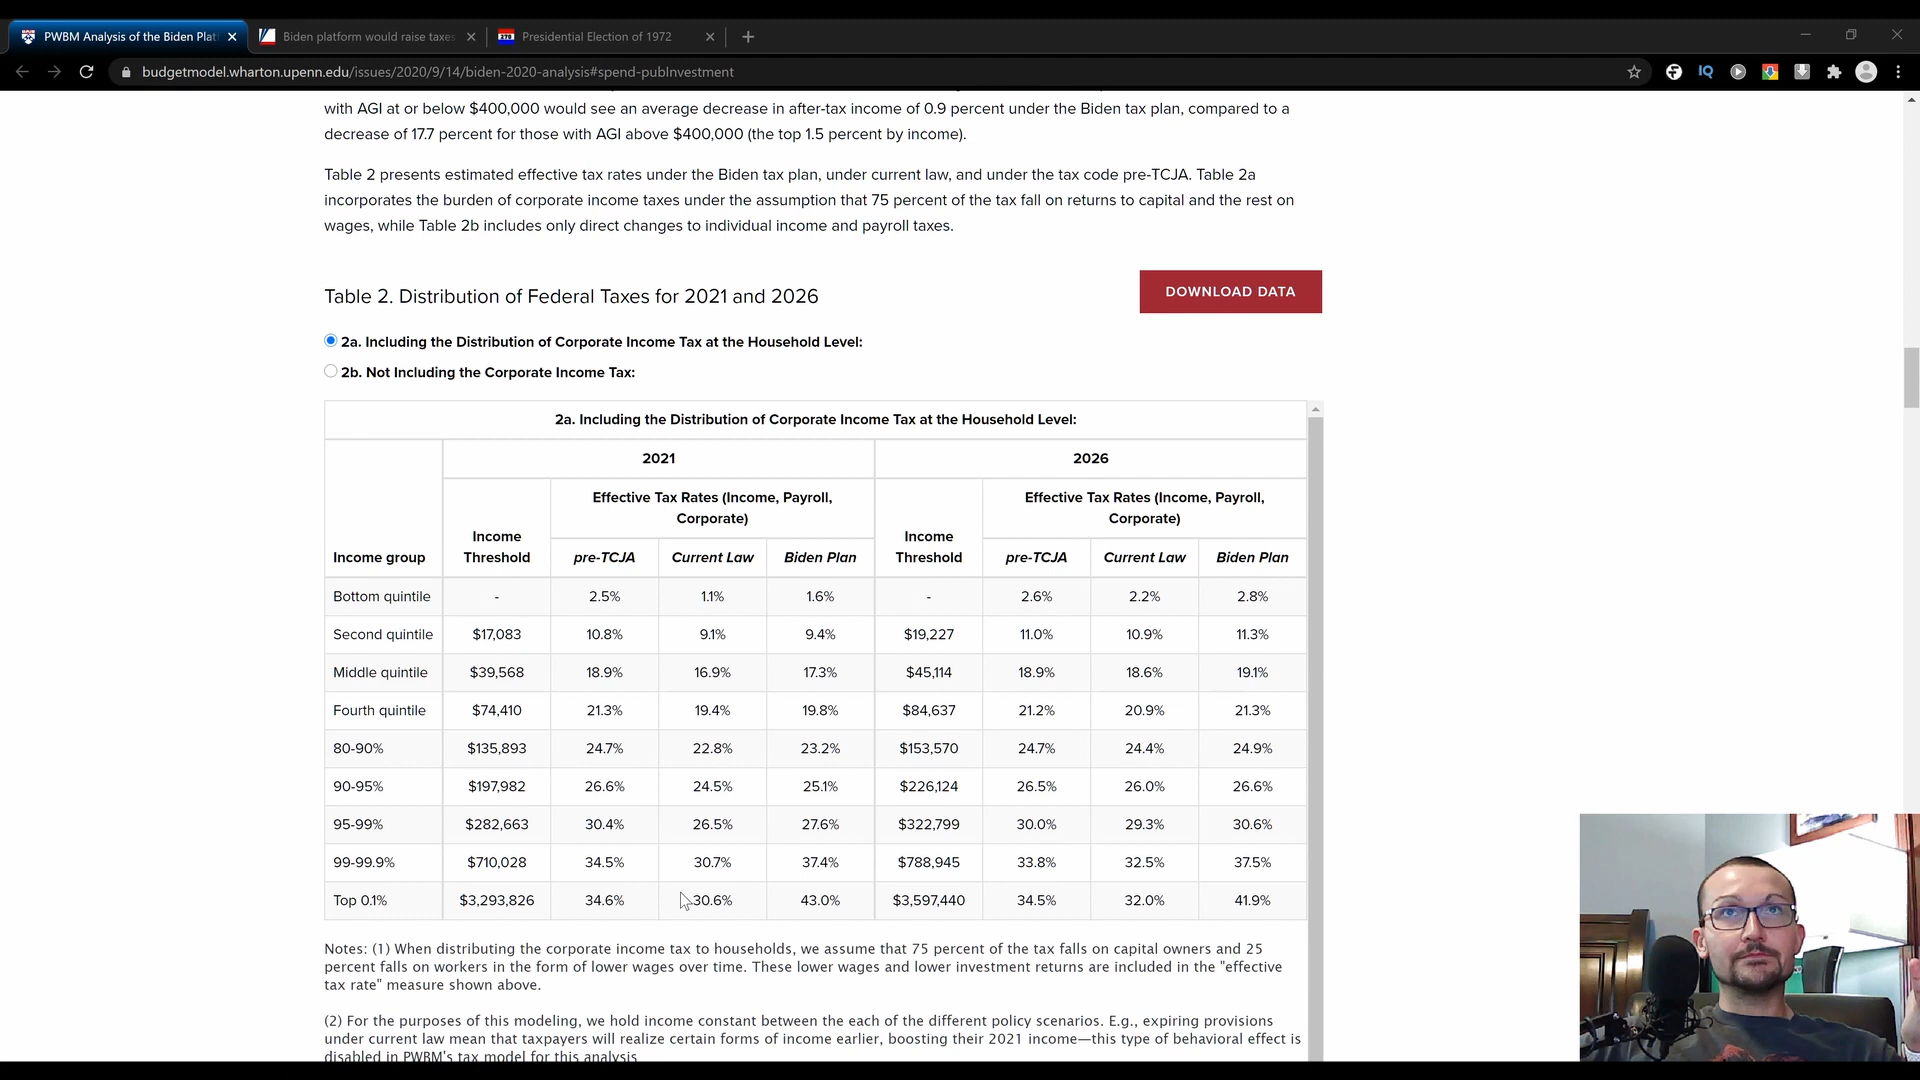 PWBM Analysis of the Biden Plat
Biden platform would raise taxes
Presidential Election of 1972
budgetmodel.wharton.upenn.edu/issues/2020/9/14/biden-2020-analysis#spend-pubInvestment
with AGI at or below $400,000 would see an average decrease in after-tax income of 0.9 percent under the Biden tax plan, compared to a
decrease of 17.7 percent for those with AGI above $400,000 (the top 1.5 percent by income).
Table 2 presents estimated effective tax rates under the Biden tax plan, under current law, and under the tax code pre-TCJA. Table 2a
incorporates the burden of corporate income taxes under the assumption that 75 percent of the tax fall on returns to capital and the rest on
wages, while Table 2b includes only direct changes to individual income and payroll taxes.
Table 2. Distribution of Federal Taxes for 2021 and 2026
DOWNLOAD DATA
2a. Including the Distribution of Corporate Income Tax at the Household Level:
2b. Not Including the Corporate Income Tax:
2a. Including the Distribution of Corporate Income Tax at the Household Level:
2021 2026
Effective Tax Rates (Income, Payroll, Effective Tax Rates (Income, Payroll,
Corporate) Corporate)
Income Income
Income group Threshold pre-TCJA Current Law Biden Plan Threshold pre-TCJA Current Law Biden Plan
Bottom quintile - 2.5% 1.1% 1.6% - 2.6% 2.2% 2.8%
Second quintile $17,083 10.8% 9.1% 9.4% $19,227 11.0% 10.9% 11.3%
Middle quintile $39,568 18.9% 16.9% 17.3% $45,114 18.9% 18.6% 19.1%
Fourth quintile $74,410 21.3% 19.4% 19.8% $84,637 21.2% 20.9% 21.3%
80-90% $135,893 24.7% 22.8% 23.2% $153,570 24.7% 24.4% 24.9%
90-95% $197,982 26.6% 24.5% 25.1% $226,124 26.5% 26.0% 26.6%
95-99% $282,663 30.4% 26.5% 27.6% $322,799 30.0% 29.3% 30.6%
99-99.9% $710,028 34.5% 30.7% 37.4% $788,945 33.8% 32.5% 37.5%
Top 0.1% $3,293,826 34.6% 30.6% 43.0% $3,597,440 34.5% 32.0% 41.9%
Notes: (1) When distributing the corporate income tax to households, we assume that 75 percent of the tax falls on capital owners and 25
percent falls on workers in the form of lower wages over time. These lower wages and lower investment returns are included in the "effective
tax rate" measure shown above.
(2) For the purposes of this modeling, we hold income constant between the each of the different policy scenarios. E.g., expiring provisions
under current law mean that taxpayers will realize certain forms of income earlier, boosting their 2021 income—this type of behavioral effect is
disabled in PWBM's tax model for this analysis